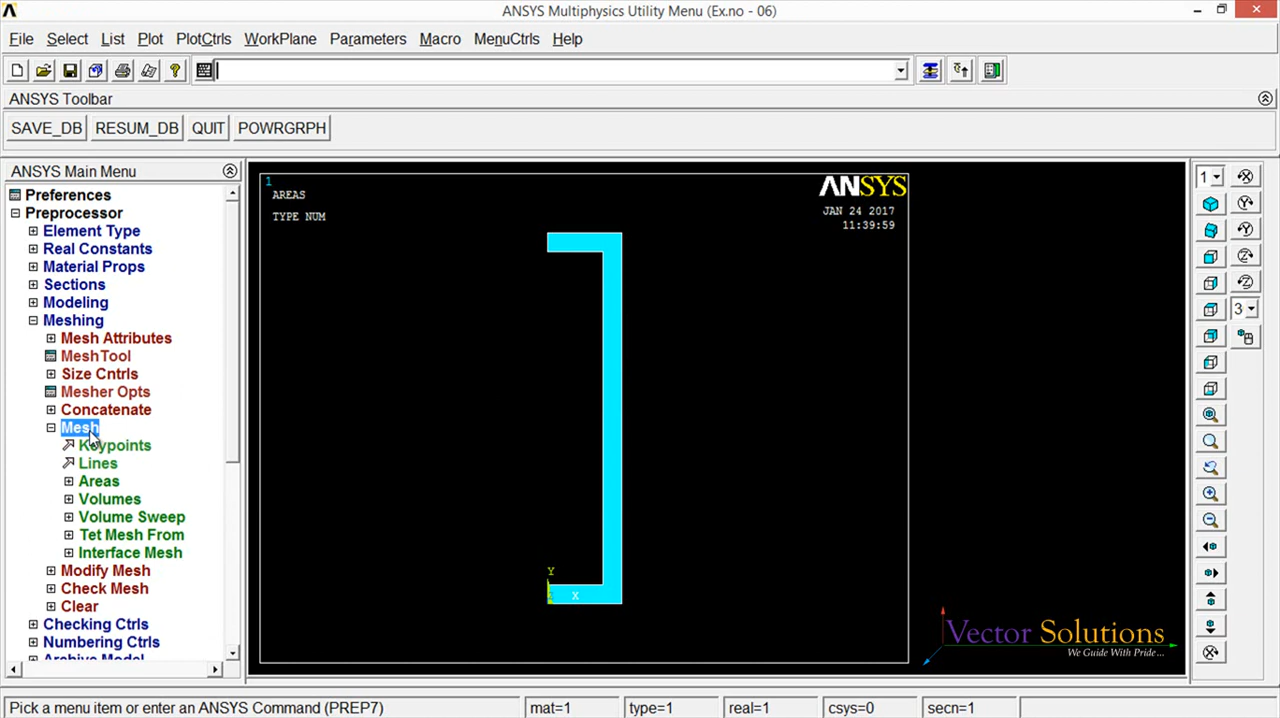 ANSYS Multiphysics Utility Menu (Ex.no - 06)
File Select List Plot PlotCtrls WorkPlane Parameters Macro MenuCtrls Help
ANSYS Toolbar
SAVE_DB RESUM_DB QUIT POWRGRPH
ANSYS Main Menu
Preferences
Preprocessor
Element Type
Real Constants
Material Props
Sections
Modeling
Meshing
Mesh Attributes
MeshTool
Size Cntrls
Mesher Opts
Concatenate
Mesh
Keypoints
Lines
Areas
Volumes
Volume Sweep
Tet Mesh From
Interface Mesh
Modify Mesh
Check Mesh
Clear
Checking Ctrls
Numbering Ctrls
Archive Model
1
AREAS
TYPE NUM
ANSYS
JAN 24 2017
11:39:59
Y
Z X
Vector Solutions
We Guide With Pride...
1
3
Pick a menu item or enter an ANSYS Command (PREP7) mat=1 type=1 real=1 csys=0 secn=1